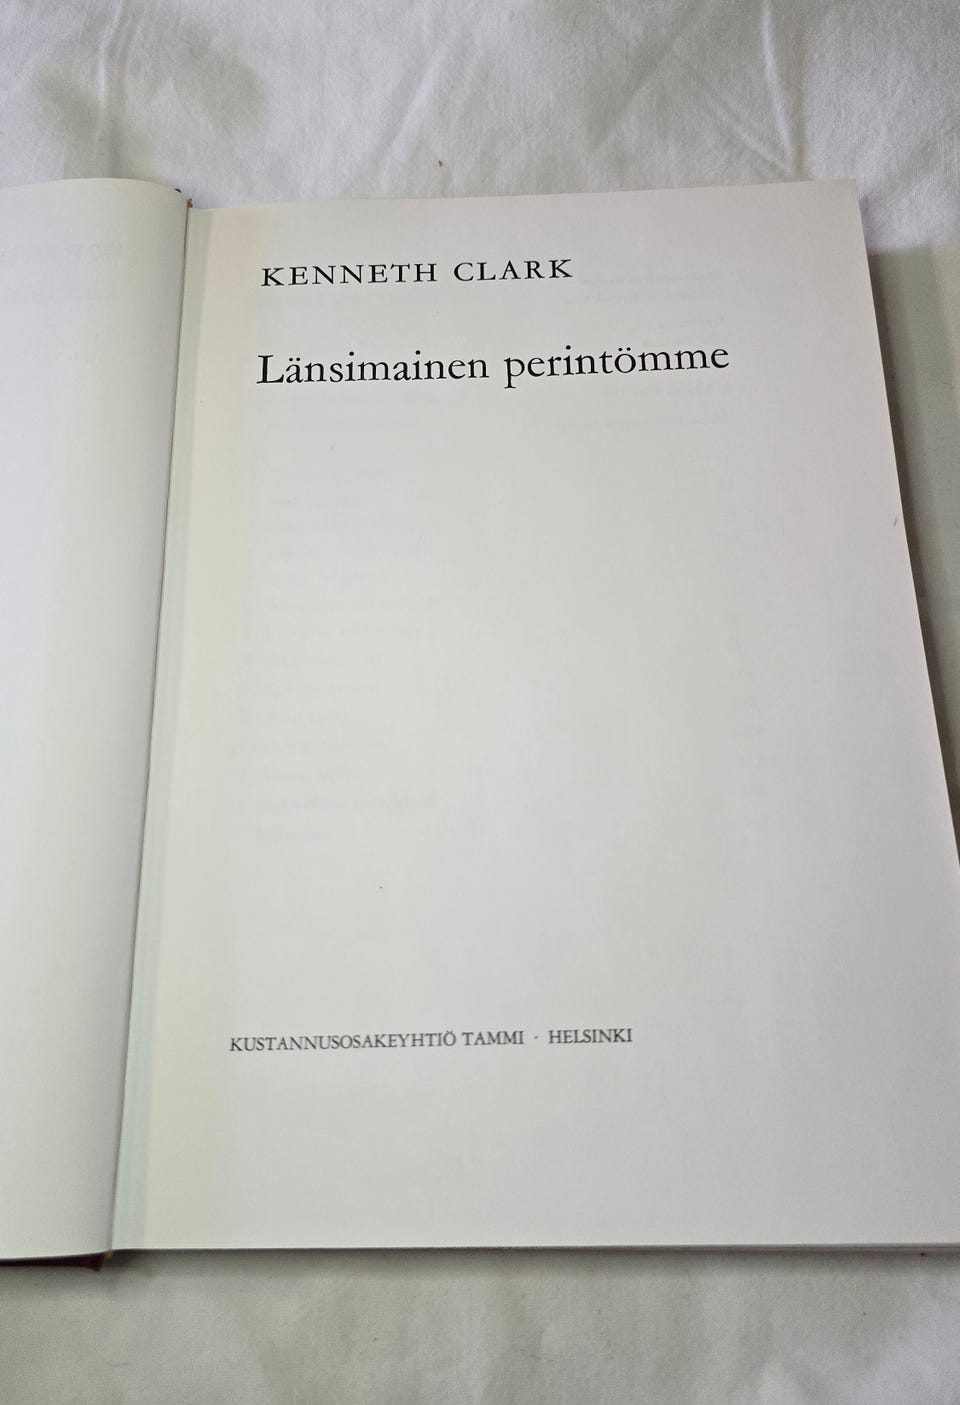 KENNETH CLARK
Länsimainen perintömme
KUSTANNUSOSAKEYHTIÖ TAMMI · HELSINKI